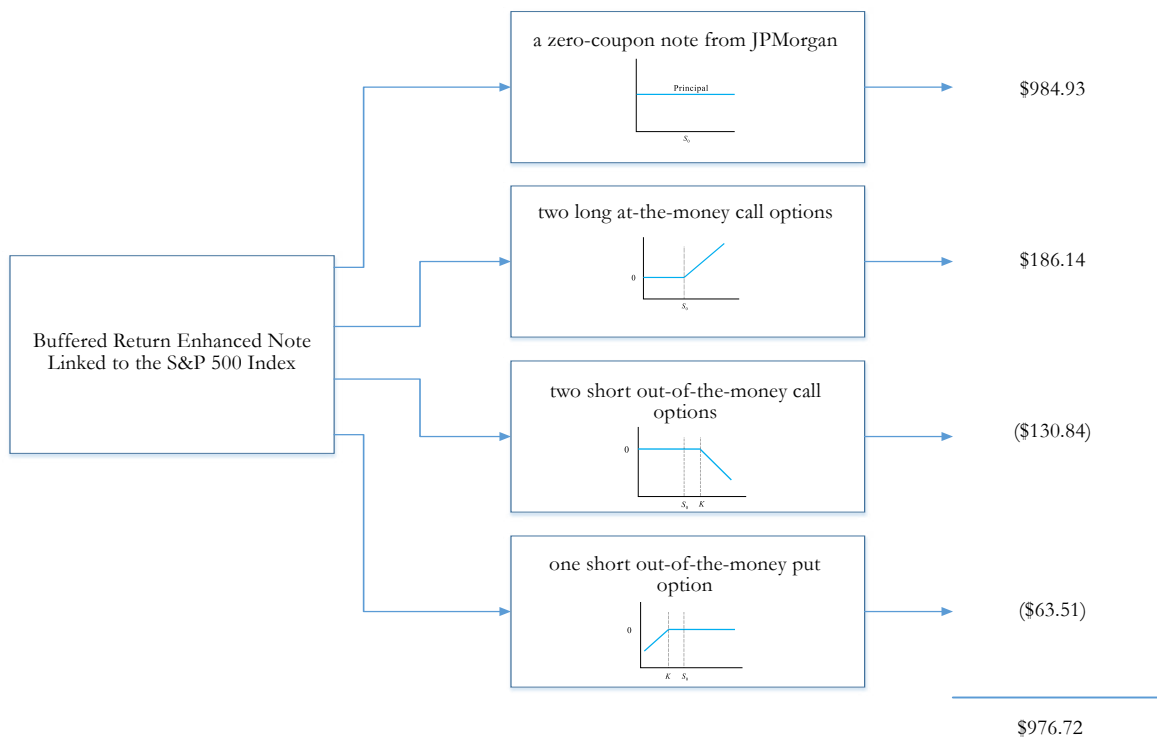 a zero-coupon note from JPMorgan
Principal
S₀
$984.93
two long at-the-money call options
0
S₀
$186.14
Buffered Return Enhanced Note
Linked to the S&P 500 Index
two short out-of-the-money call
options
0
S₀ K
($130.84)
one short out-of-the-money put
option
0
K S₀
($63.51)
$976.72